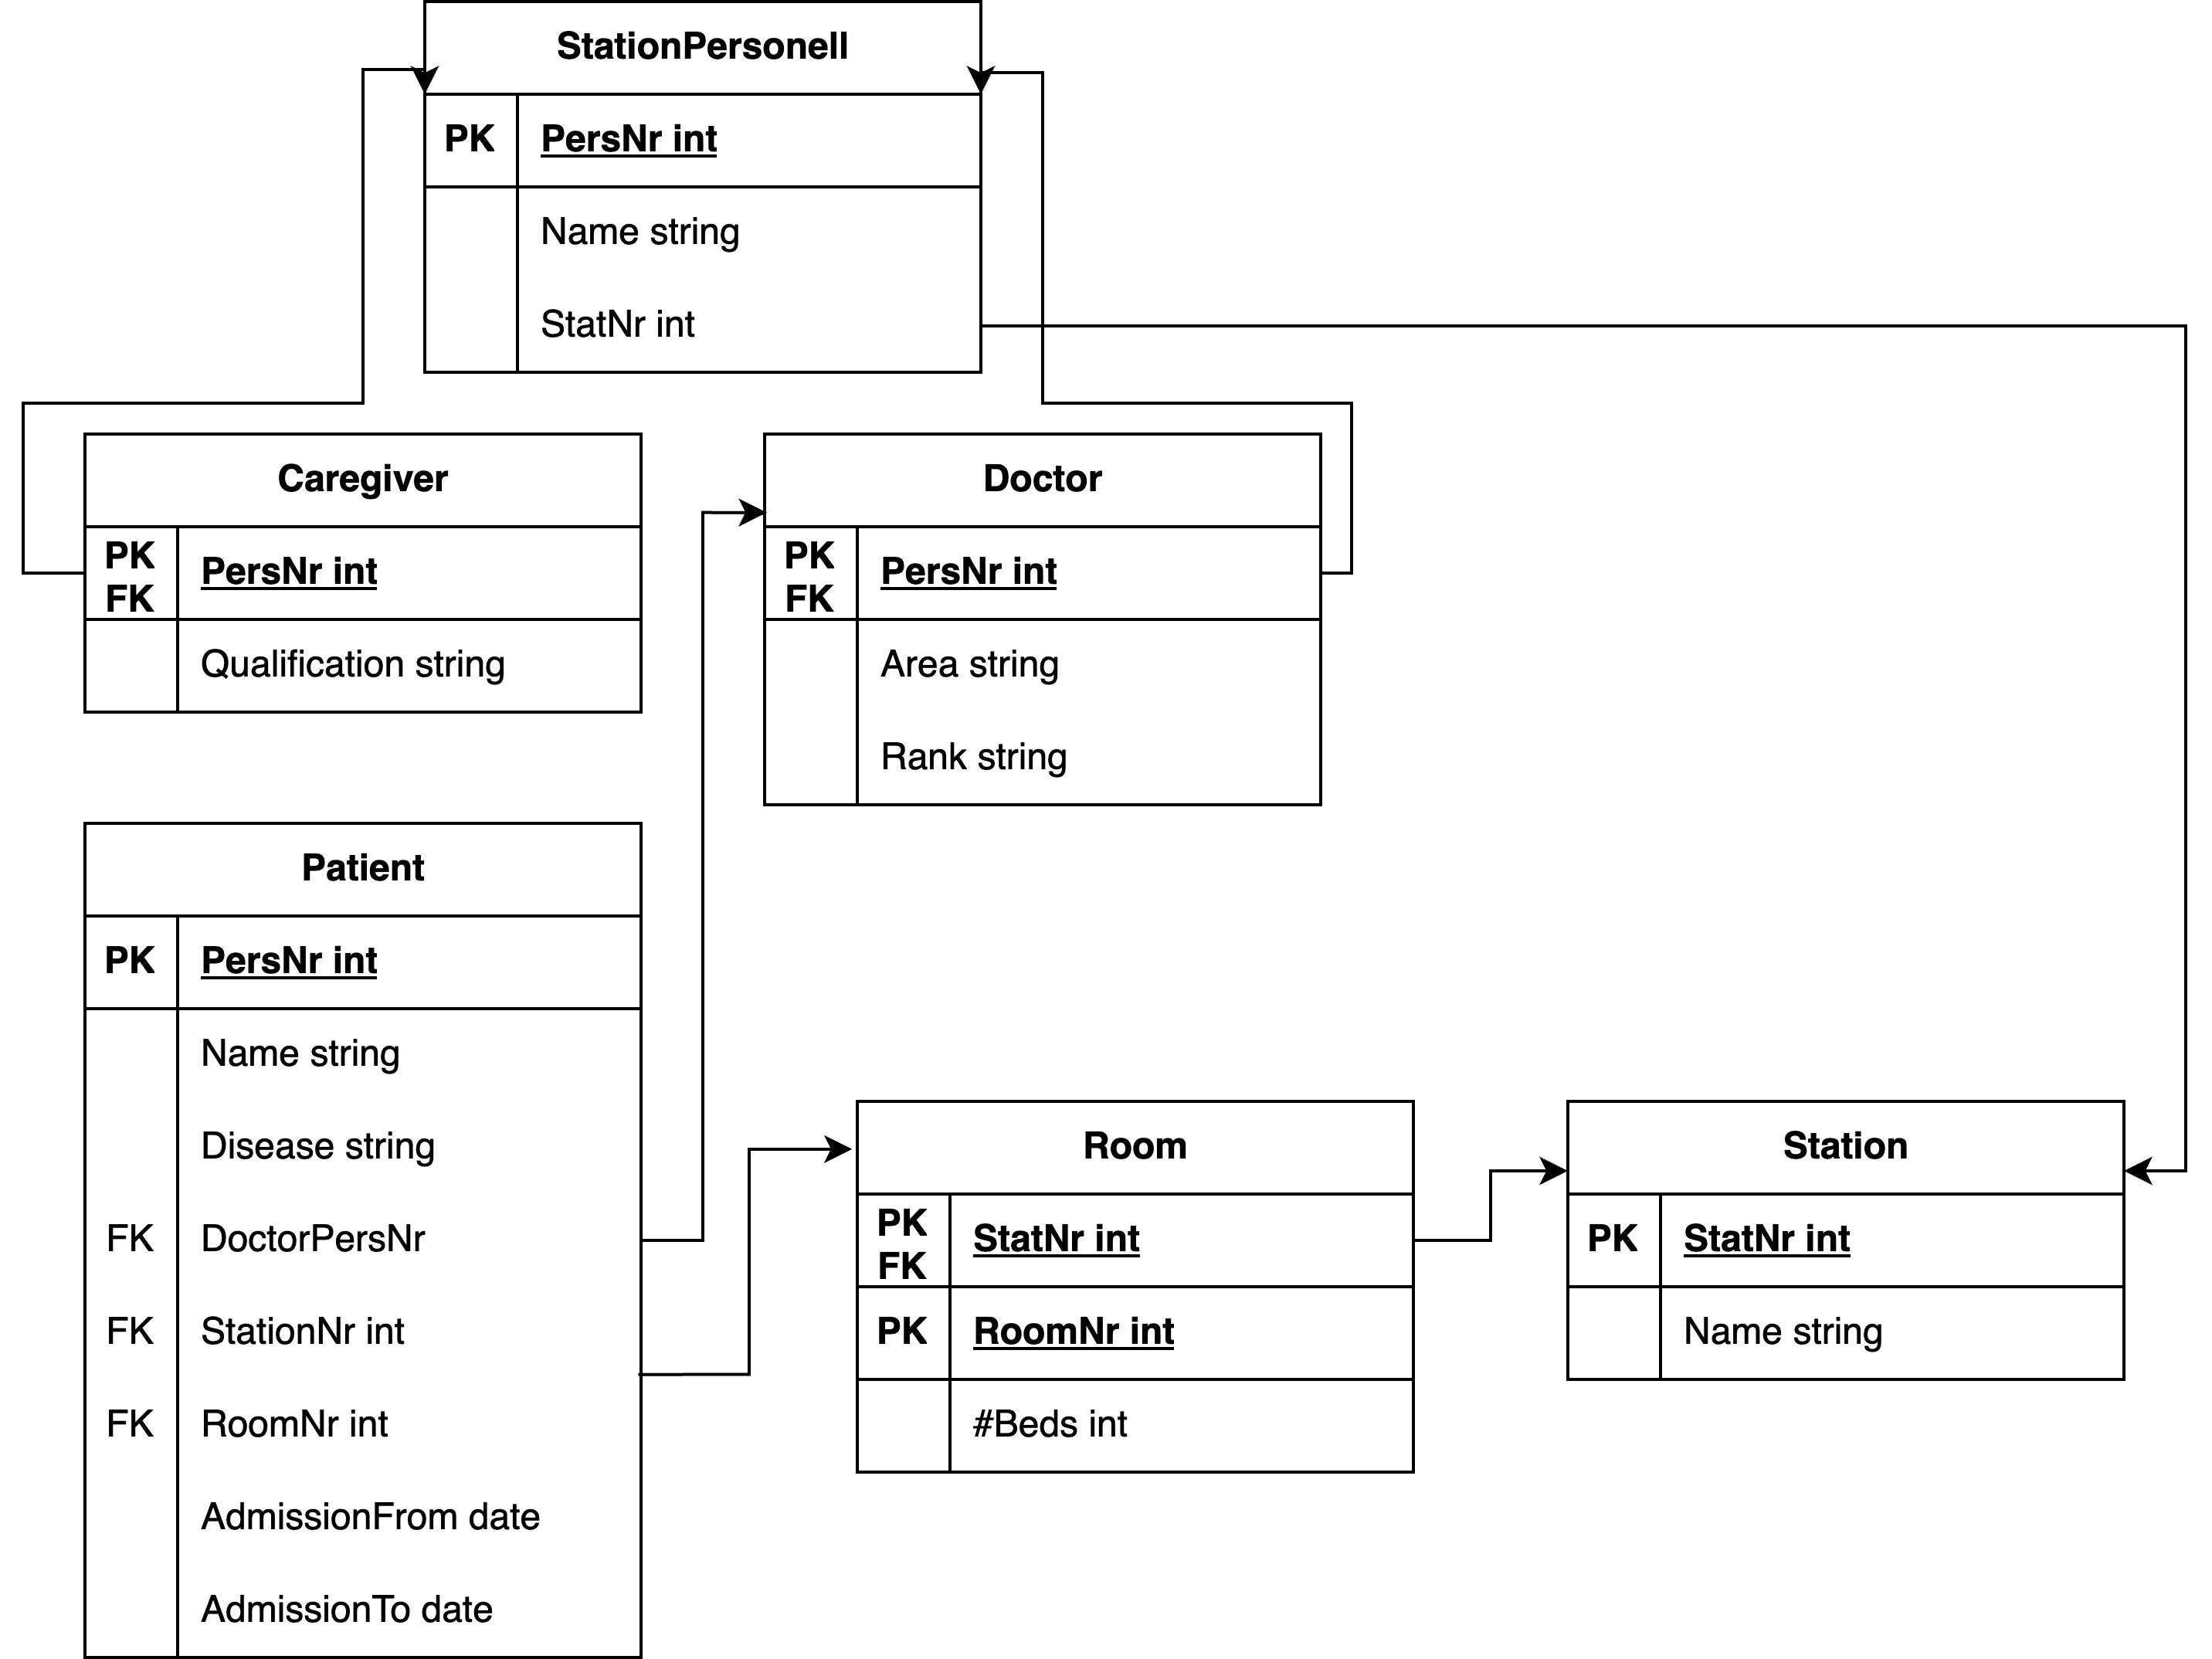 StationPersonell
PK PersNr int
Name string
StatNr int
Caregiver
PK
FK
PersNr int
Qualification string
Doctor
PK
FK
PersNr int
Area string
Rank string
Patient
PK PersNr int
Name string
Disease string
FK DoctorPersNr
FK StationNr int
FK RoomNr int
AdmissionFrom date
AdmissionTo date
Room
PK
FK
StatNr int
PK RoomNr int
#Beds int
Station
PK StatNr int
Name string